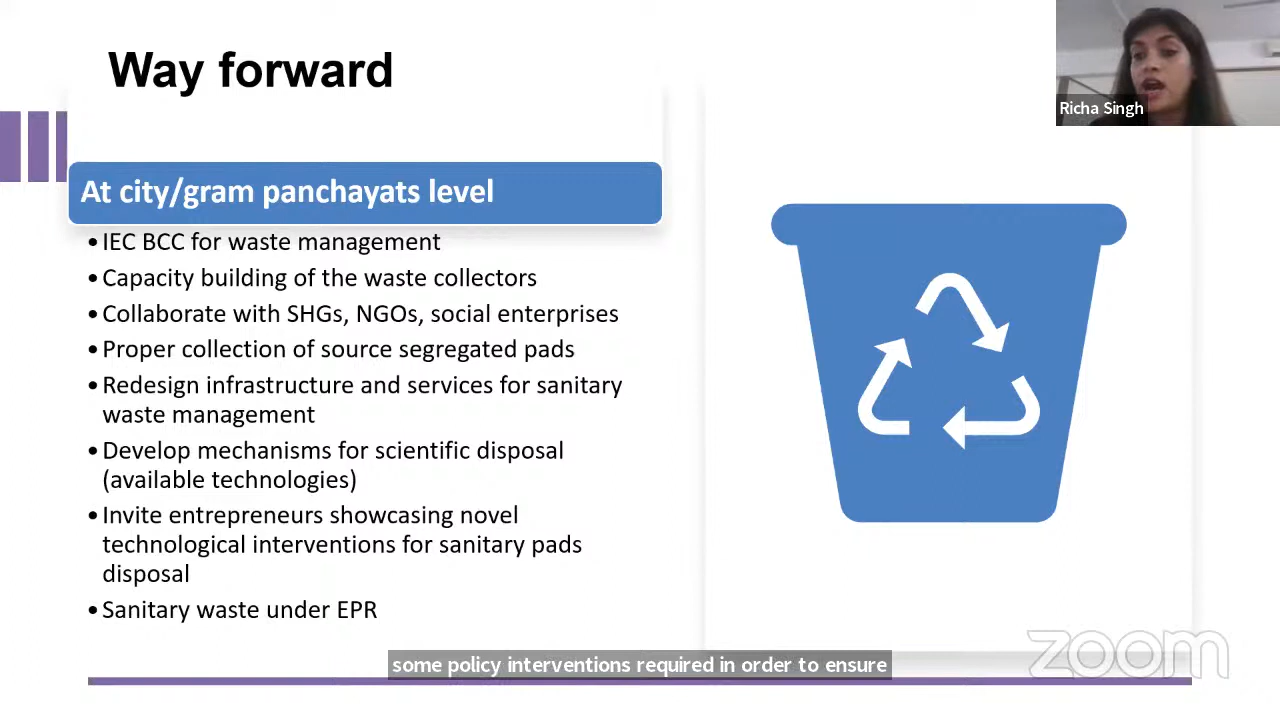 Way forward
Richa Singh
At city/gram panchayats level
•IEC BCC for waste management
•Capacity building of the waste collectors
•Collaborate with SHGs, NGOs, social enterprises
•Proper collection of source segregated pads
•Redesign infrastructure and services for sanitary
waste management
•Develop mechanisms for scientific disposal
(available technologies)
•Invite entrepreneurs showcasing novel
technological interventions for sanitary pads
disposal
•Sanitary waste under EPR
zoom
some policy interventions required in order to ensure